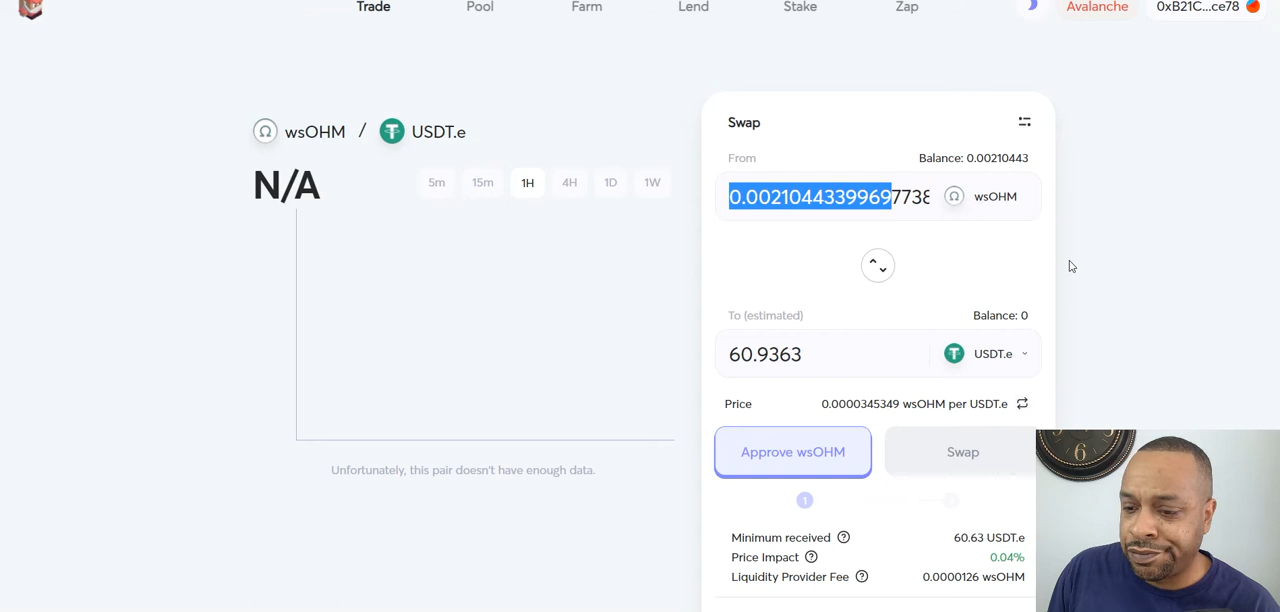 Trade Pool Farm Lend Stake Zap Avalanche 0xB21C...ce78
wsOHM / USDT.e
N/A
5m 15m 1H 4H 1D 1W
Unfortunately, this pair doesn't have enough data.
Swap
From Balance: 0.00210443
0.00210443399697738 wsOHM
To (estimated) Balance: 0
60.9363 USDT.e
Price 0.0000345349 wsOHM per USDT.e
Approve wsOHM Swap
1
Minimum received ? 60.63 USDT.e
Price Impact ? 0.04%
Liquidity Provider Fee ? 0.0000126 wsOHM
6